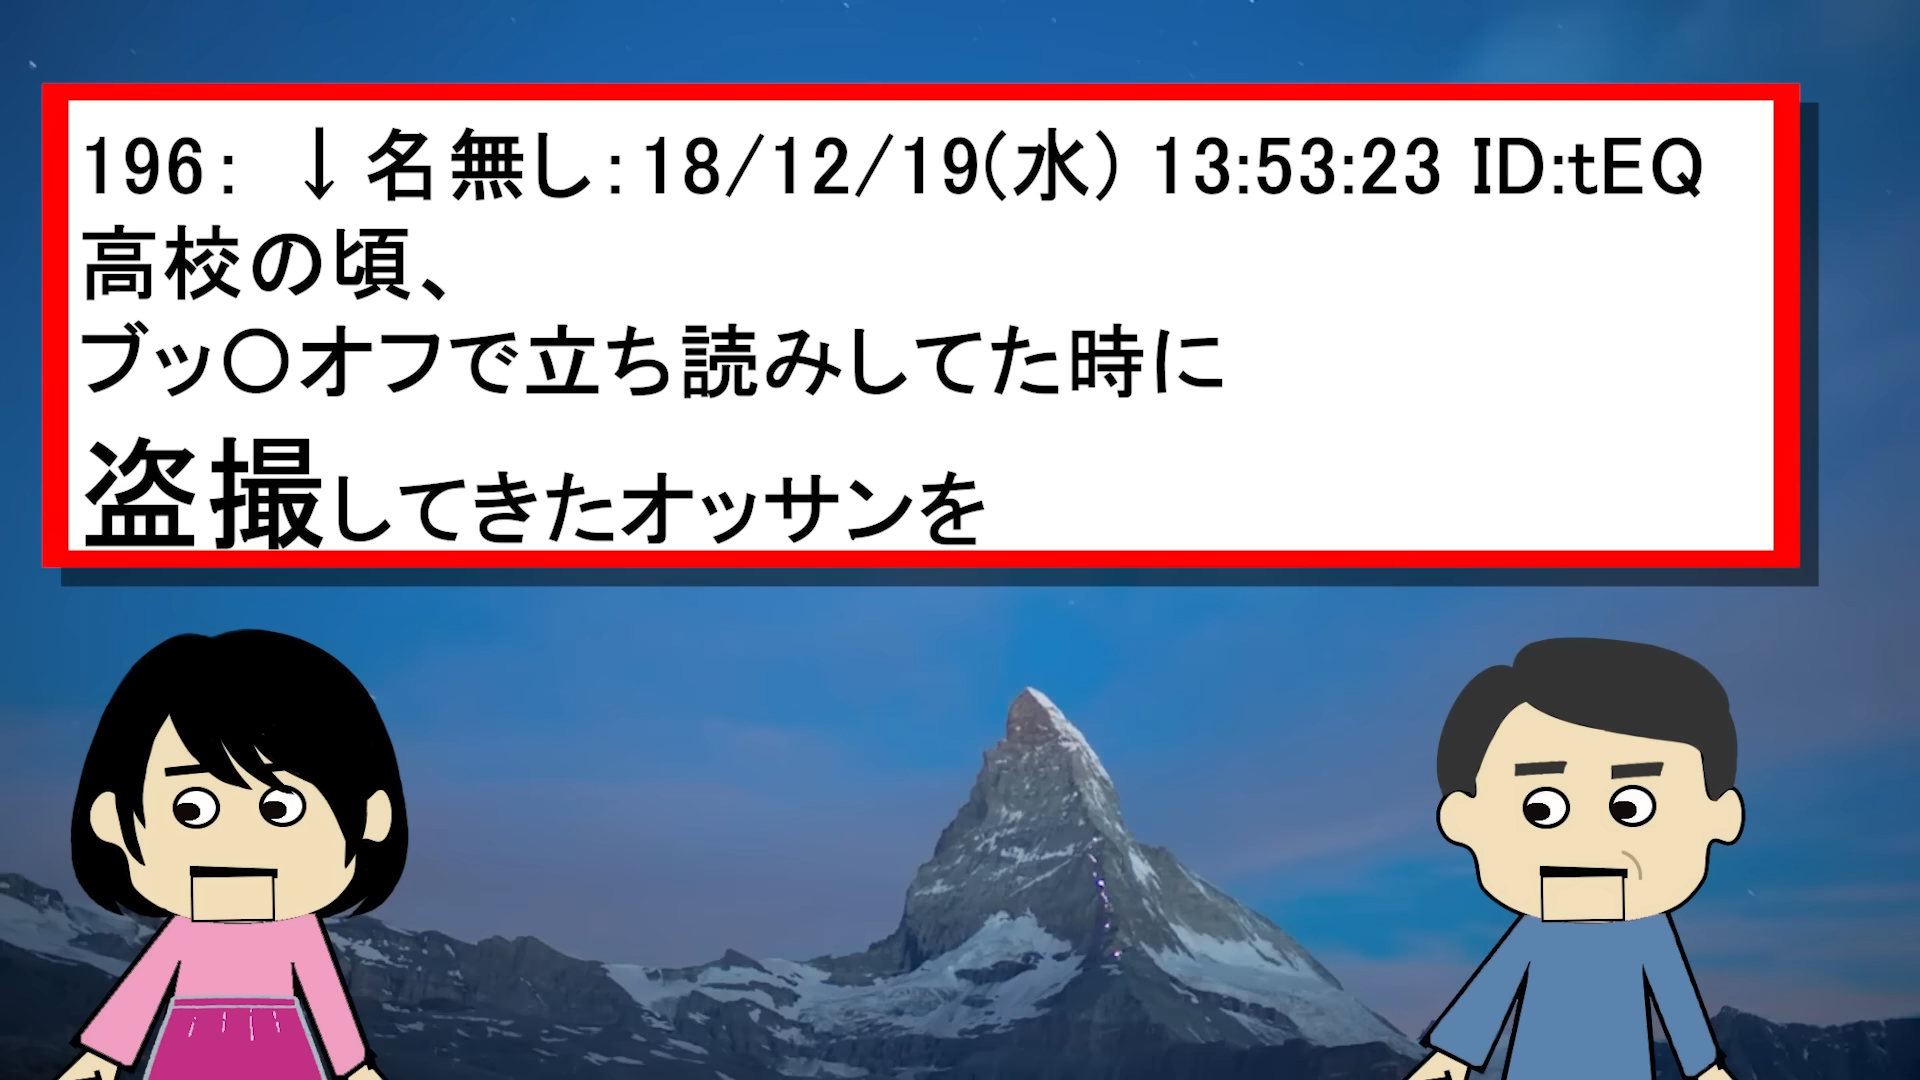 196： ↓名無し：18/12/19(水) 13:53:23 ID:tEQ
高校の頃、
ブッ〇オフで立ち読みしてた時に
盗撮してきたオッサンを